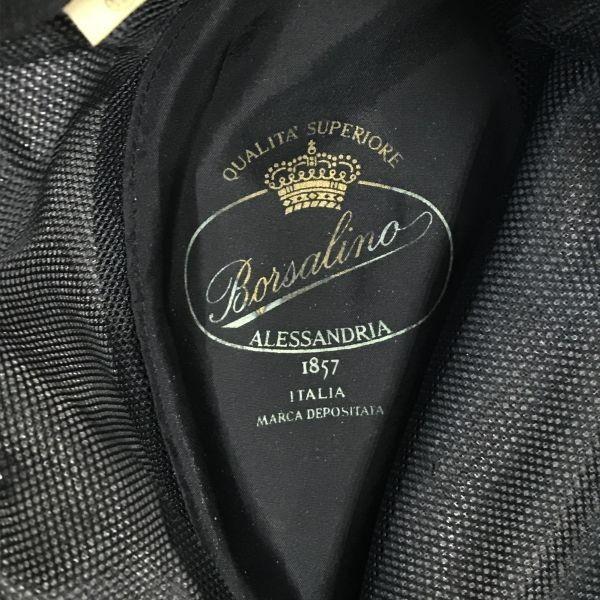 QUALITA' SUPERIORE
Borsalino
ALESSANDRIA
1857
ITALIA
MARCA DEPOSITATA